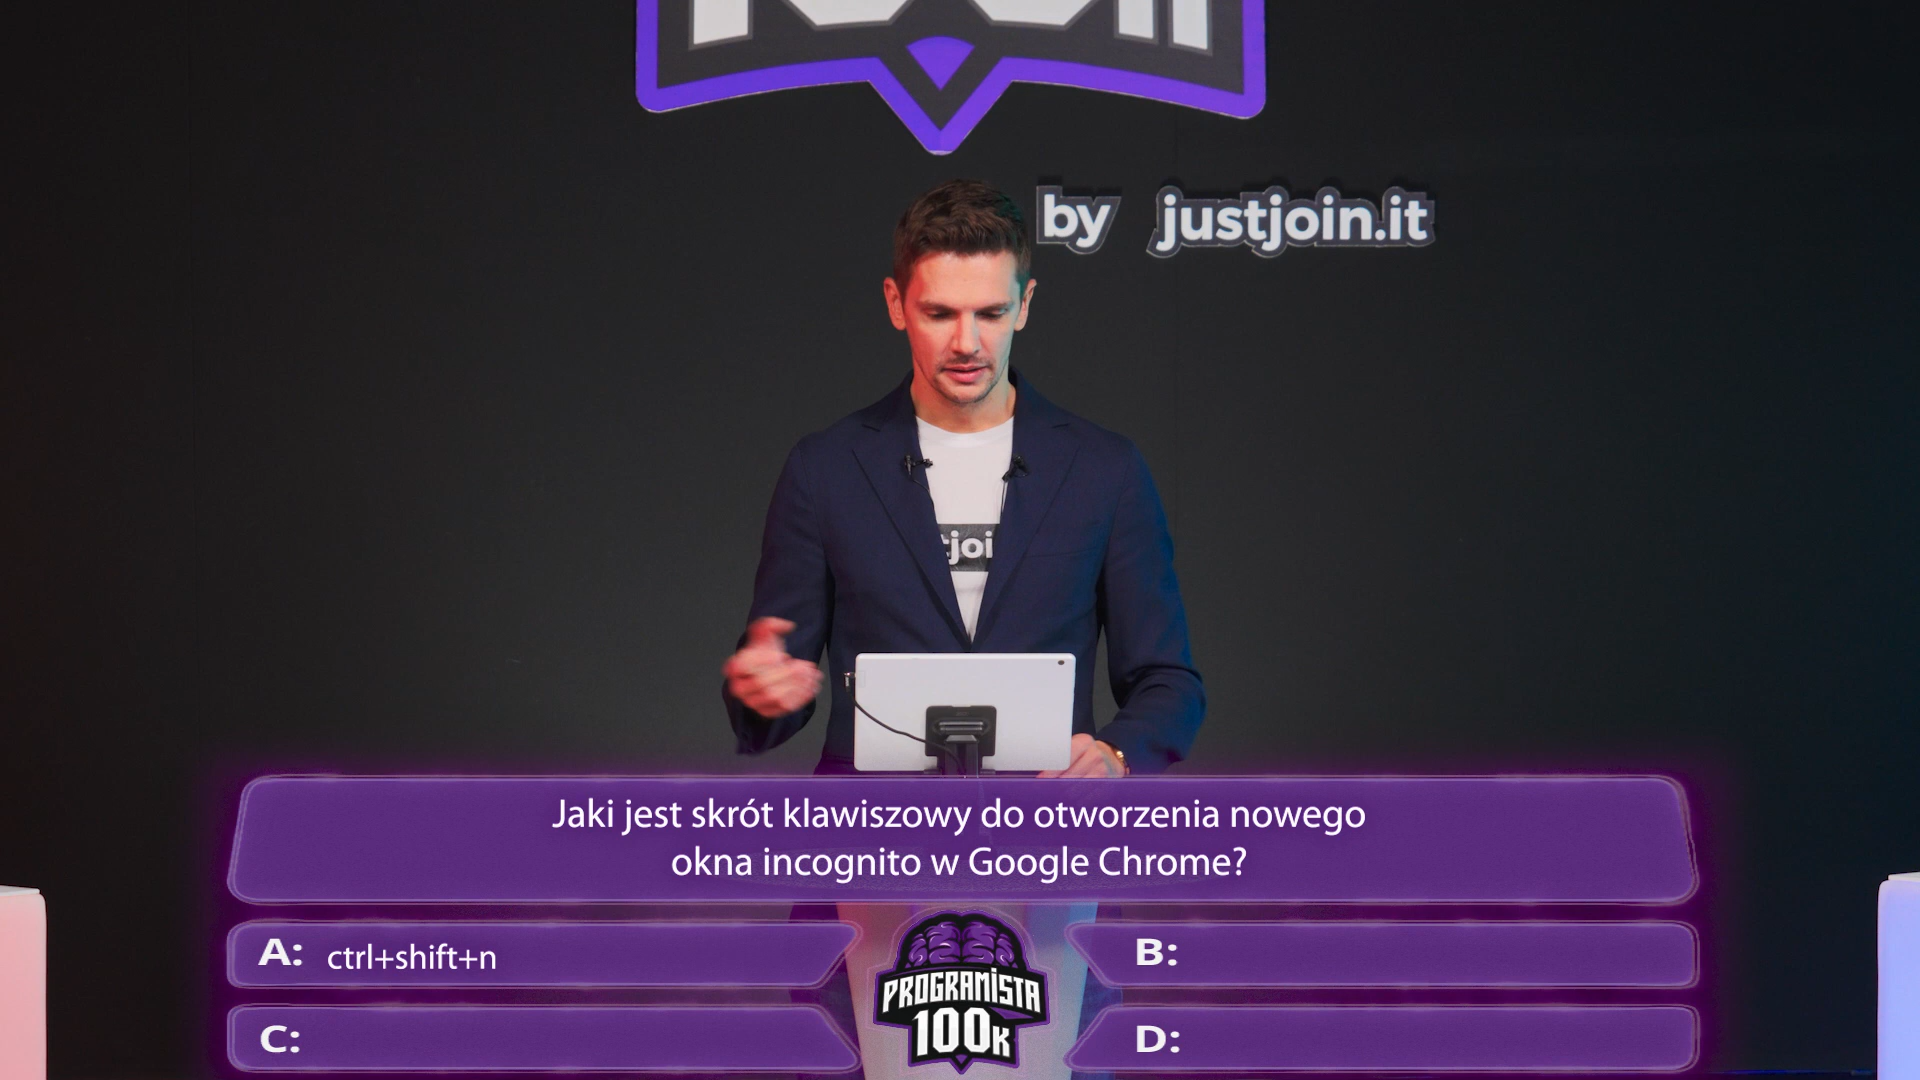 by justjoin.it
tjoi
Jaki jest skrót klawiszowy do otworzenia nowego
okna incognito w Google Chrome?
A: ctrl+shift+n
B:
C:
D:
PROGRAMiSTA
100K